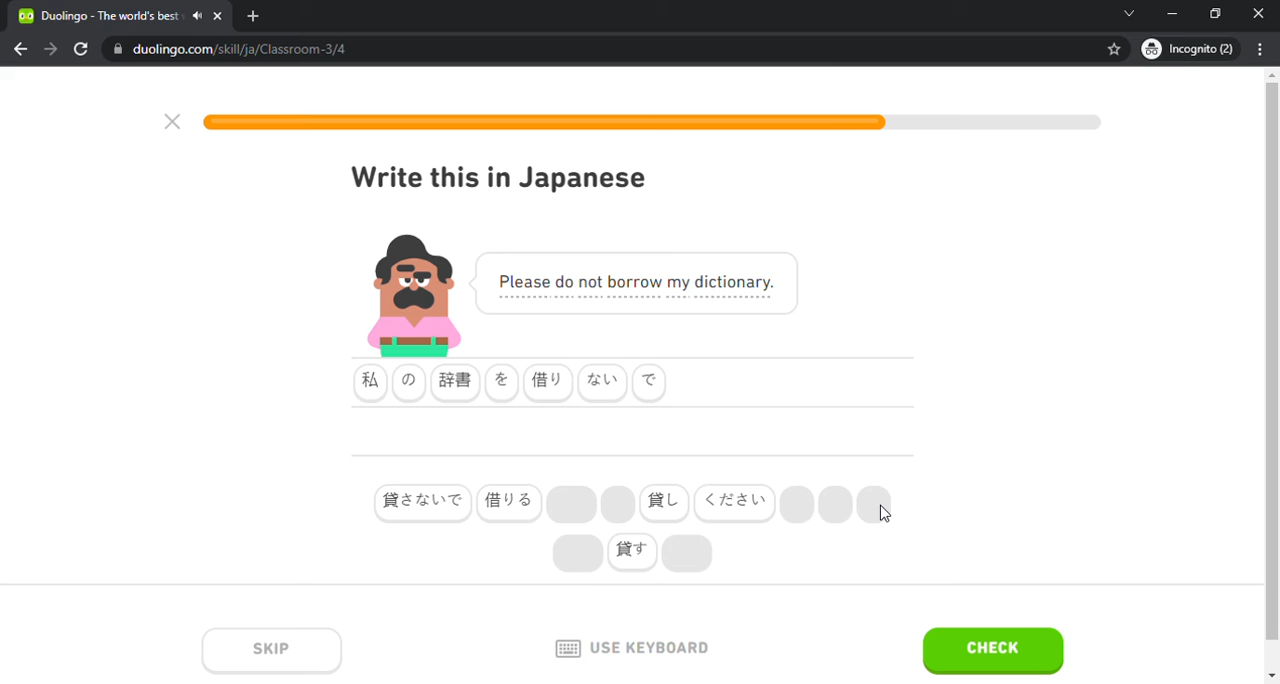 Duolingo - The world's best
duolingo.com/skill/ja/Classroom-3/4
Incognito (2)
Write this in Japanese
Please do not borrow my dictionary.
私 の 辞書 を 借り ない で
貸さないで 借りる 貸し ください
貸す
SKIP
USE KEYBOARD
CHECK